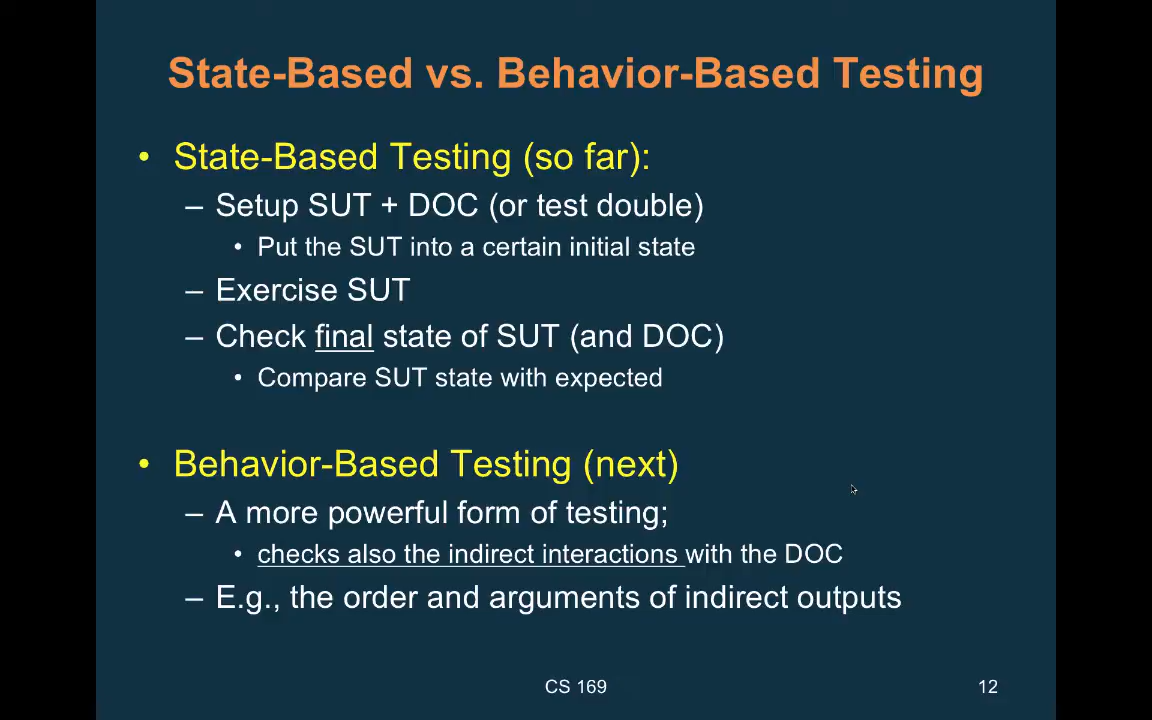 State-Based vs. Behavior-Based Testing
• State-Based Testing (so far):
– Setup SUT + DOC (or test double)
• Put the SUT into a certain initial state
– Exercise SUT
– Check final state of SUT (and DOC)
• Compare SUT state with expected
• Behavior-Based Testing (next)
– A more powerful form of testing;
• checks also the indirect interactions with the DOC
– E.g., the order and arguments of indirect outputs
CS 169
12